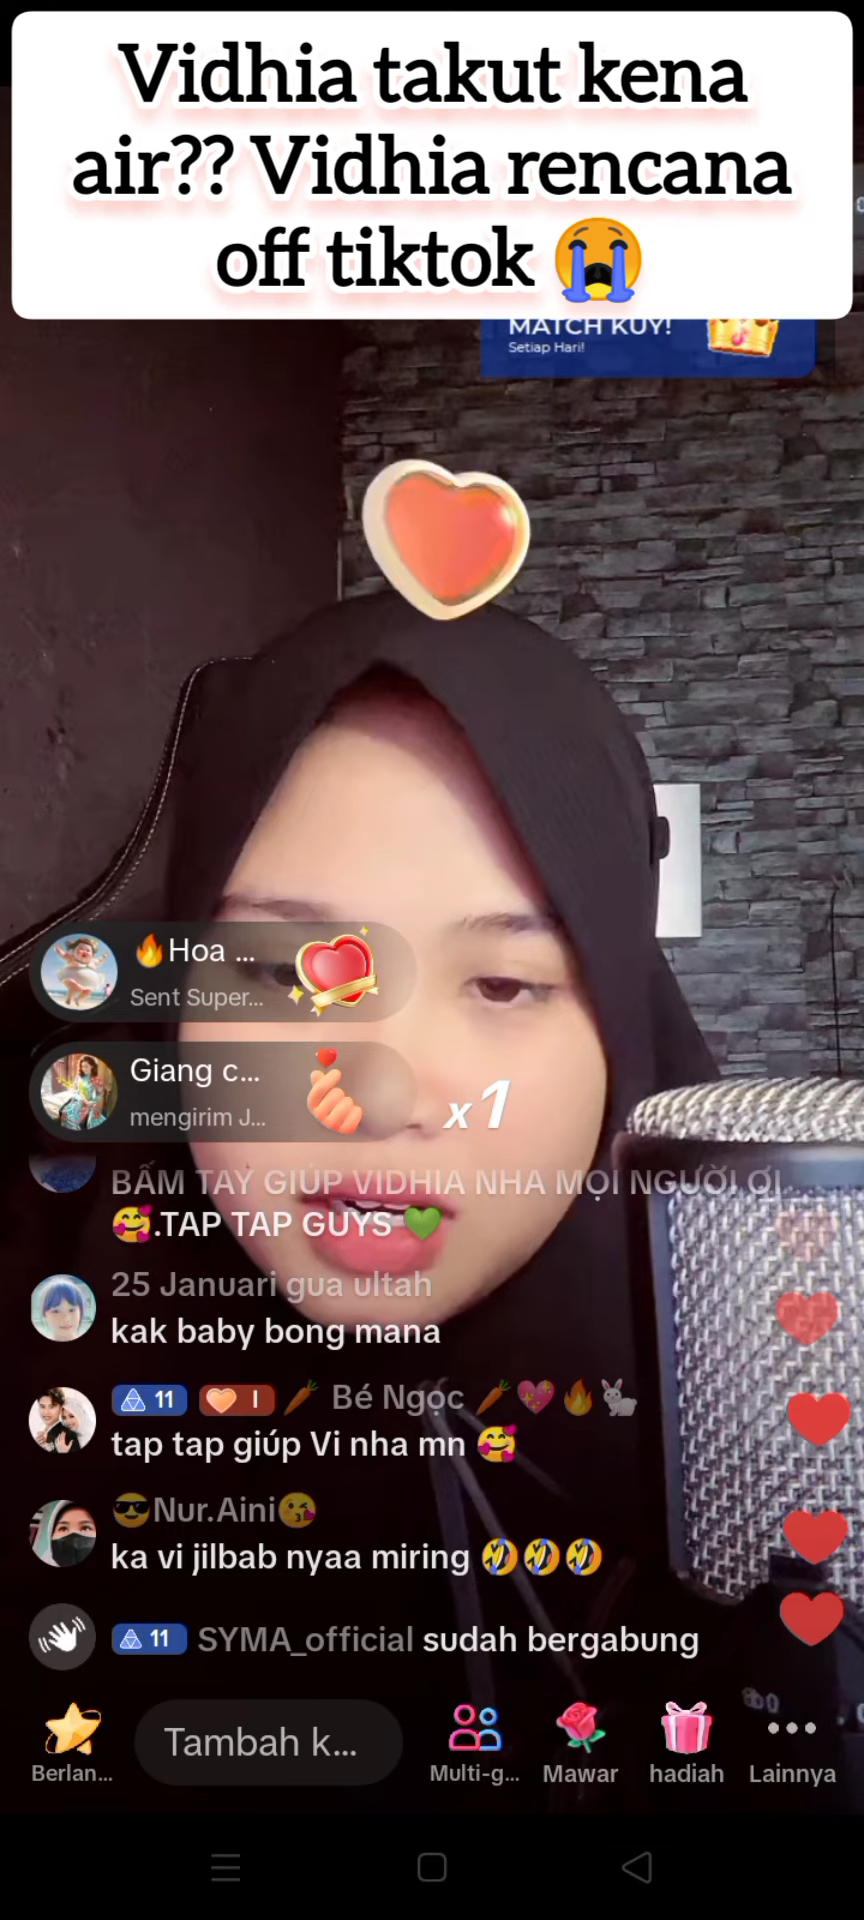 Vidhia takut kena
air?? Vidhia rencana
off tiktok 😭
MATCH KUY!
Setiap Hari!
🔥Hoa ...
Sent Super...
Giang c...
mengirim J...
x1
BẤM TAY GIÚP VIDHIA NHA MỌI NGƯỜI ƠI
🥰.TAP TAP GUYS 💚
25 Januari gua ultah
kak baby bong mana
11 I 🥕 Bé Ngọc 🥕💖🔥🐇
tap tap giúp Vi nha mn 🥰
😎Nur.Aini😘
ka vi jilbab nyaa miring 🤣🤣🤣
11 SYMA_official sudah bergabung
Tambah k...
Berlan... Multi-g... Mawar hadiah Lainnya